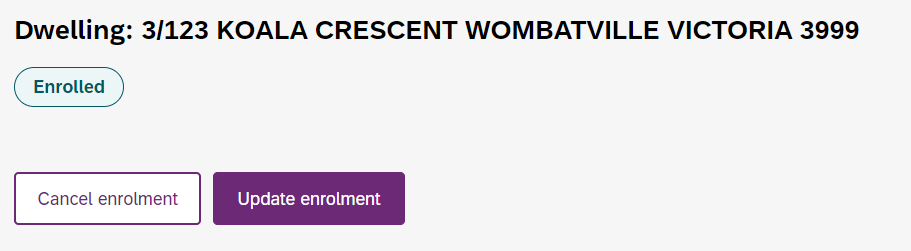 Dwelling: 3/123 KOALA CRESCENT WOMBATVILLE VICTORIA 3999
Enrolled
Cancel enrolment
Update enrolment